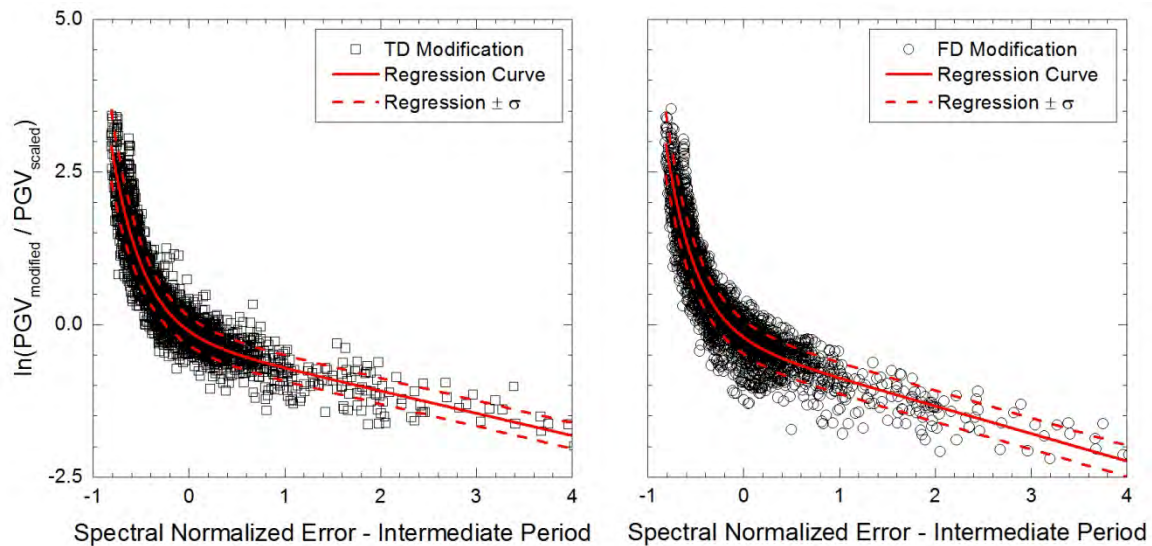 5.0
2.5
0.0
-2.5
ln(PGVmodified / PGVscaled)
TD Modification
Regression Curve
Regression ± σ
-1 0 1 2 3 4
Spectral Normalized Error - Intermediate Period
FD Modification
Regression Curve
Regression ± σ
-1 0 1 2 3 4
Spectral Normalized Error - Intermediate Period